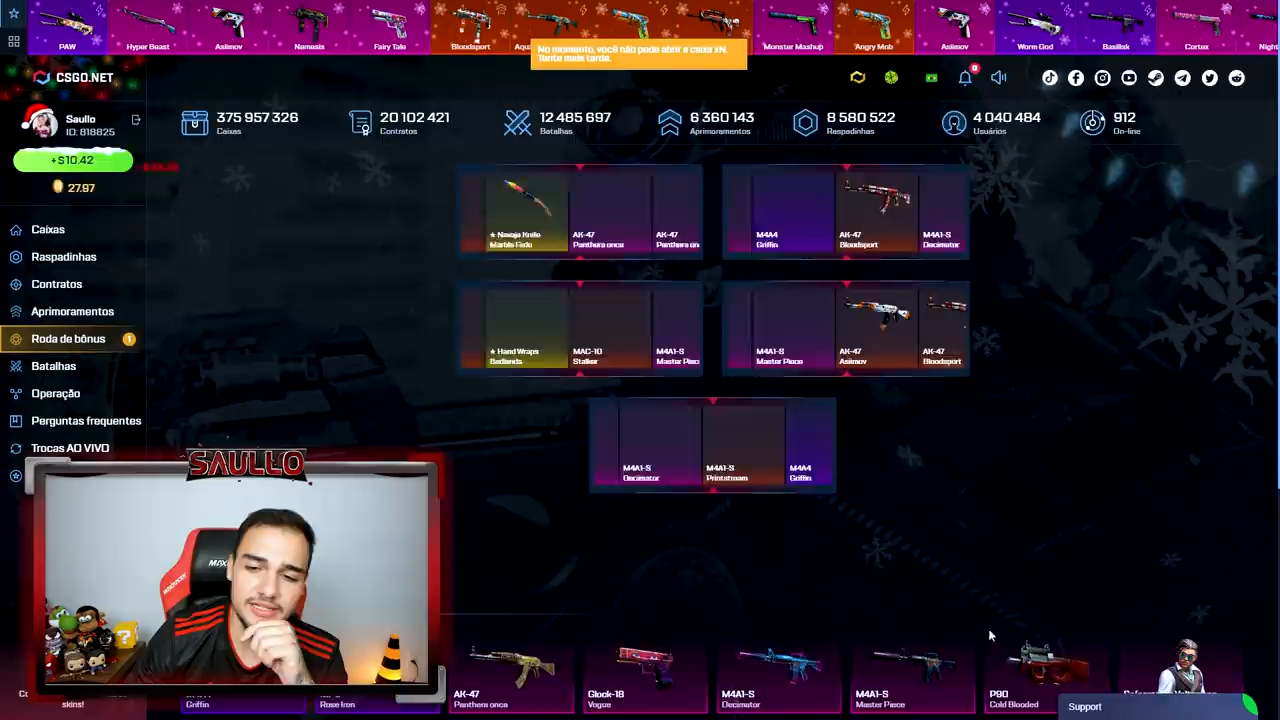 PAW
Hyper Beast
Asiimov
Nemesis
Fairy Tale
Bloodsport
Monster Mashup
Angry Mob
Asiimov
Worm God
Basilisk
Cortex
No momento, você não pode abrir a caixa xN.
Tente mais tarde.
CSGO.NET
Saullo
ID: 818825
+$10.42
27.97
375 957 326
Caixas
20 102 421
Contratos
12 485 697
Batalhas
6 360 143
Aprimoramentos
8 580 522
Raspadinhas
4 040 484
Usuários
912
On-line
Caixas
Raspadinhas
Contratos
Aprimoramentos
Roda de bônus 1
Batalhas
Operação
Perguntas frequentes
Trocas AO VIVO
★ Navaja Knife
Marble Fade
AK-47
Panthera onca
AK-47
Panthera on
M4A4
Griffin
AK-47
Bloodsport
M4A1-S
Decimator
★ Hand Wraps
Badlands
MAC-10
Stalker
M4A1-S
Master Piec
M4A1-S
Master Piece
AK-47
Asiimov
AK-47
Bloodsport
M4A1-S
Decimator
M4A1-S
Printstream
M4A4
Griffin
SAULLO
skins!
Griffin
Rose Iron
AK-47
Panthera onca
Glock-18
Vogue
M4A1-S
Decimator
M4A1-S
Master Piece
P90
Cold Blooded
Support